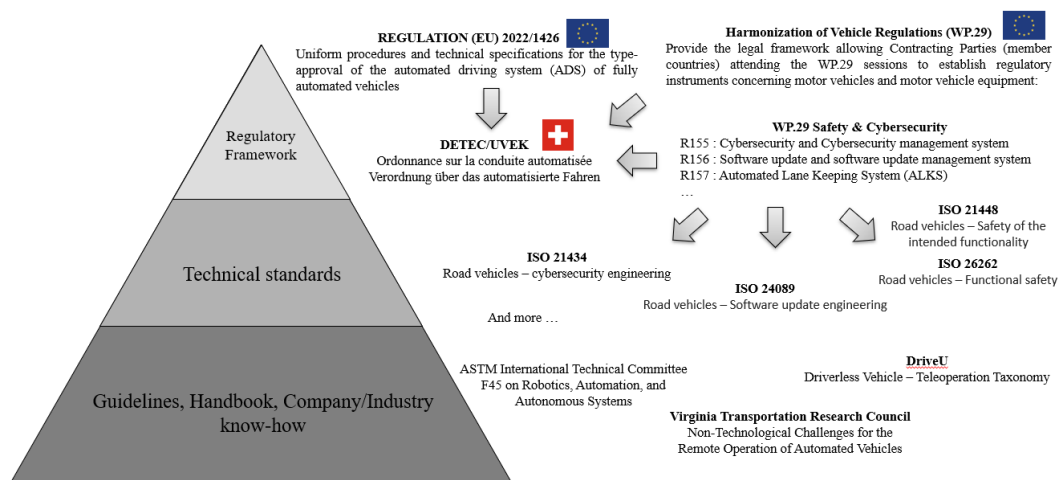 REGULATION (EU) 2022/1426
Uniform procedures and technical specifications for the type-
approval of the automated driving system (ADS) of fully
automated vehicles
Harmonization of Vehicle Regulations (WP.29)
Provide the legal framework allowing Contracting Parties (member
countries) attending the WP.29 sessions to establish regulatory
instruments concerning motor vehicles and motor vehicle equipment:
Regulatory
Framework
DETEC/UVEK
Ordonnance sur la conduite automatisée
Verordnung über das automatisierte Fahren
WP.29 Safety & Cybersecurity
R155 : Cybersecurity and Cybersecurity management system
R156 : Software update and software update management system
R157 : Automated Lane Keeping System (ALKS)
…
Technical standards
ISO 21434
Road vehicles – cybersecurity engineering
ISO 24089
Road vehicles – Software update engineering
ISO 21448
Road vehicles – Safety of the
intended functionality
ISO 26262
Road vehicles – Functional safety
And more …
Guidelines, Handbook, Company/Industry
know-how
ASTM International Technical Committee
F45 on Robotics, Automation, and
Autonomous Systems
DriveU
Driverless Vehicle – Teleoperation Taxonomy
Virginia Transportation Research Council
Non-Technological Challenges for the
Remote Operation of Automated Vehicles